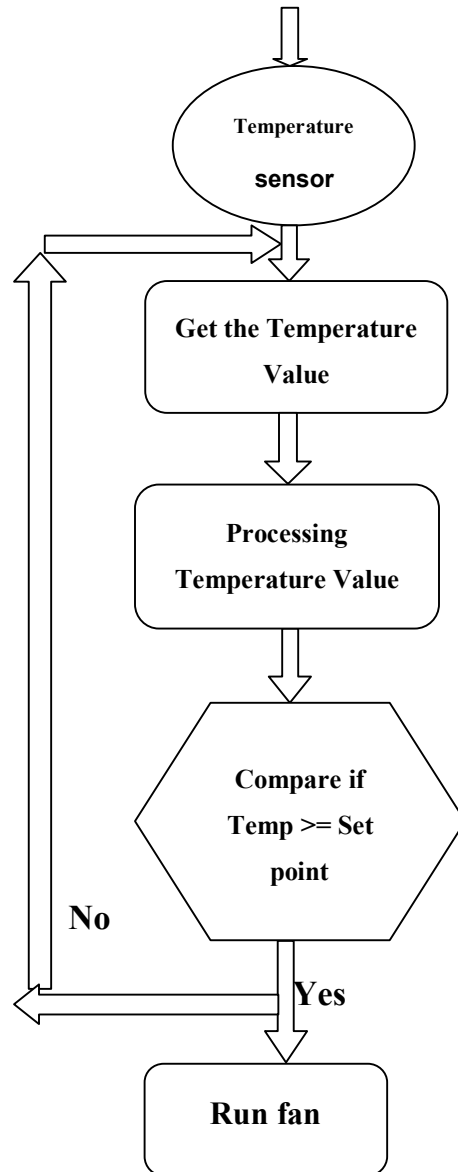 Temperature
sensor
Get the Temperature
Value
Processing
Temperature Value
Compare if
Temp >= Set
point
No
Yes
Run fan